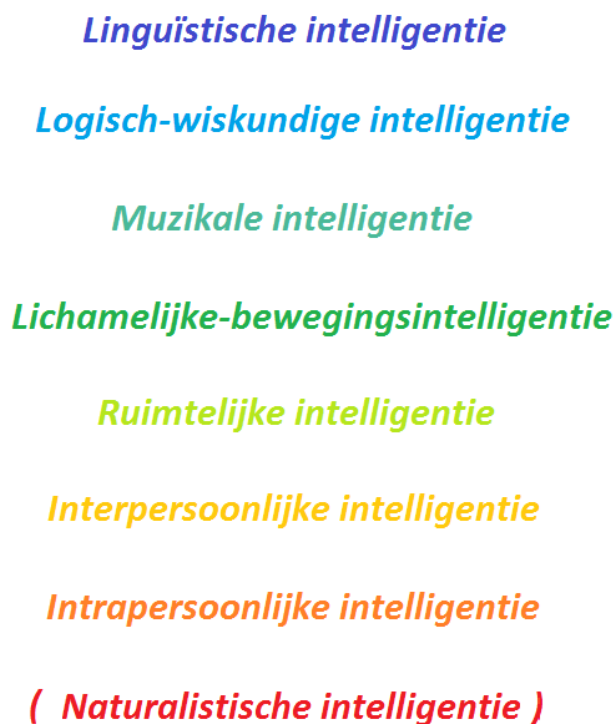 Linguïstische intelligentie
Logisch-wiskundige intelligentie
Muzikale intelligentie
Lichamelijke-bewegingsintelligentie
Ruimtelijke intelligentie
Interpersoonlijke intelligentie
Intrapersoonlijke intelligentie
( Naturalistische intelligentie )